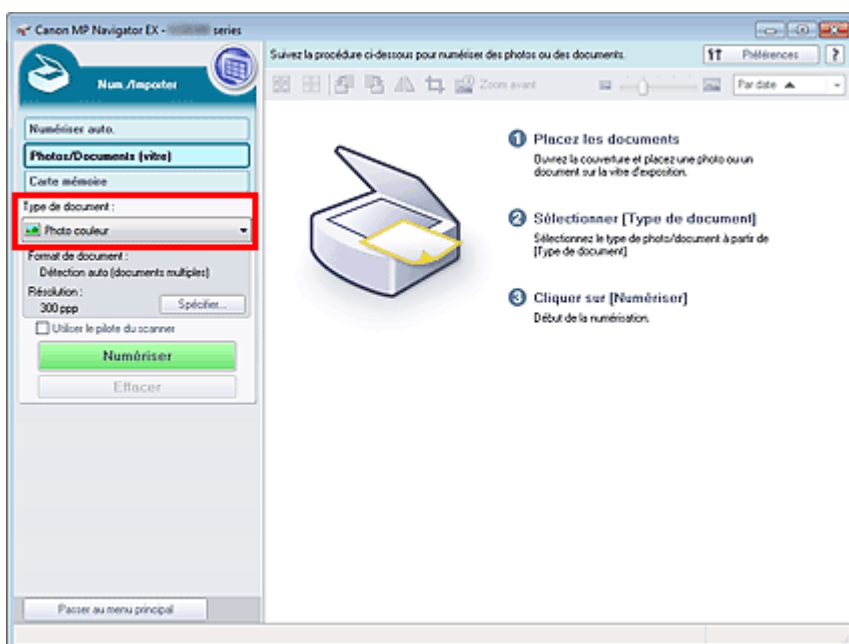 Canon MP Navigator EX - series
Suivez la procédure ci-dessous pour numériser des photos ou des documents.
Préférences
?
Num./Importer
Zoom avant
Par date
Numériser auto.
Photos/Documents (vitre)
Carte mémoire
Type de document :
Photo couleur
Format de document :
Détection auto (documents multiples)
Résolution :
300 ppp
Spécifier...
Utiliser le pilote du scanner
Numériser
Effacer
Passer au menu principal
1 Placez les documents
Ouvrez la couverture et placez une photo ou un
document sur la vitre d'exposition.
2 Sélectionner [Type de document]
Sélectionnez le type de photo/document à partir de
[Type de document]
3 Cliquer sur [Numériser]
Début de la numérisation.